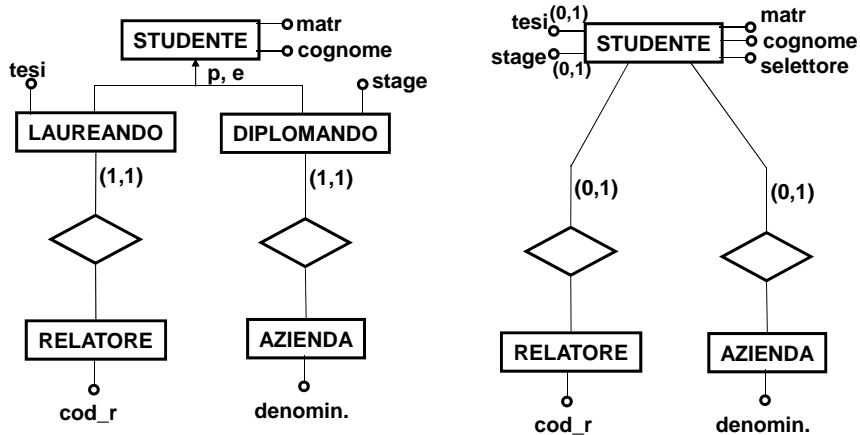 matr
STUDENTE
cognome
tesi
p, e
stage
LAUREANDO
DIPLOMANDO
(1,1)
(1,1)
RELATORE
AZIENDA
cod_r
denomin.
tesi (0,1)
matr
STUDENTE
cognome
stage (0,1)
selettore
(0,1)
(0,1)
RELATORE
AZIENDA
cod_r
denomin.